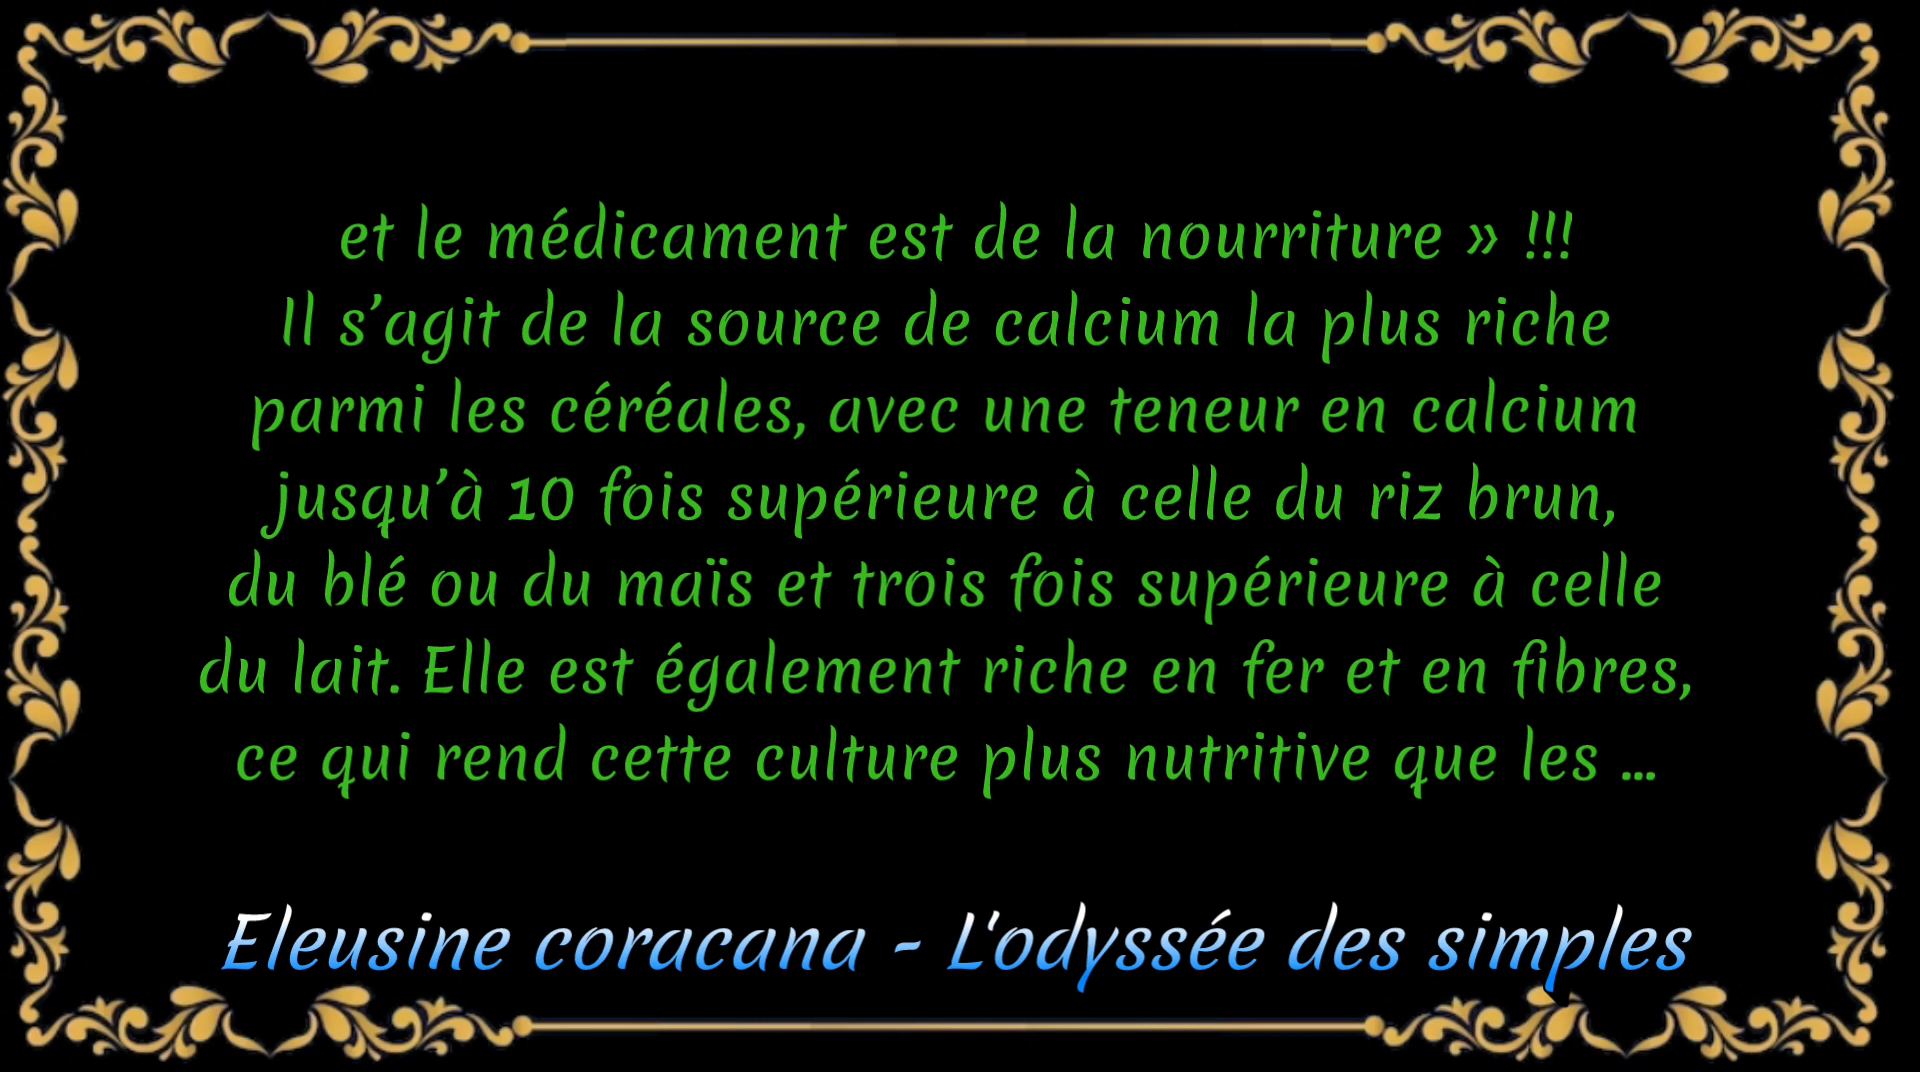 et le médicament est de la nourriture » !!!
Il s’agit de la source de calcium la plus riche
parmi les céréales, avec une teneur en calcium
jusqu’à 10 fois supérieure à celle du riz brun,
du blé ou du maïs et trois fois supérieure à celle
du lait. Elle est également riche en fer et en fibres,
ce qui rend cette culture plus nutritive que les ...
Eleusine coracana - L'odyssée des simples